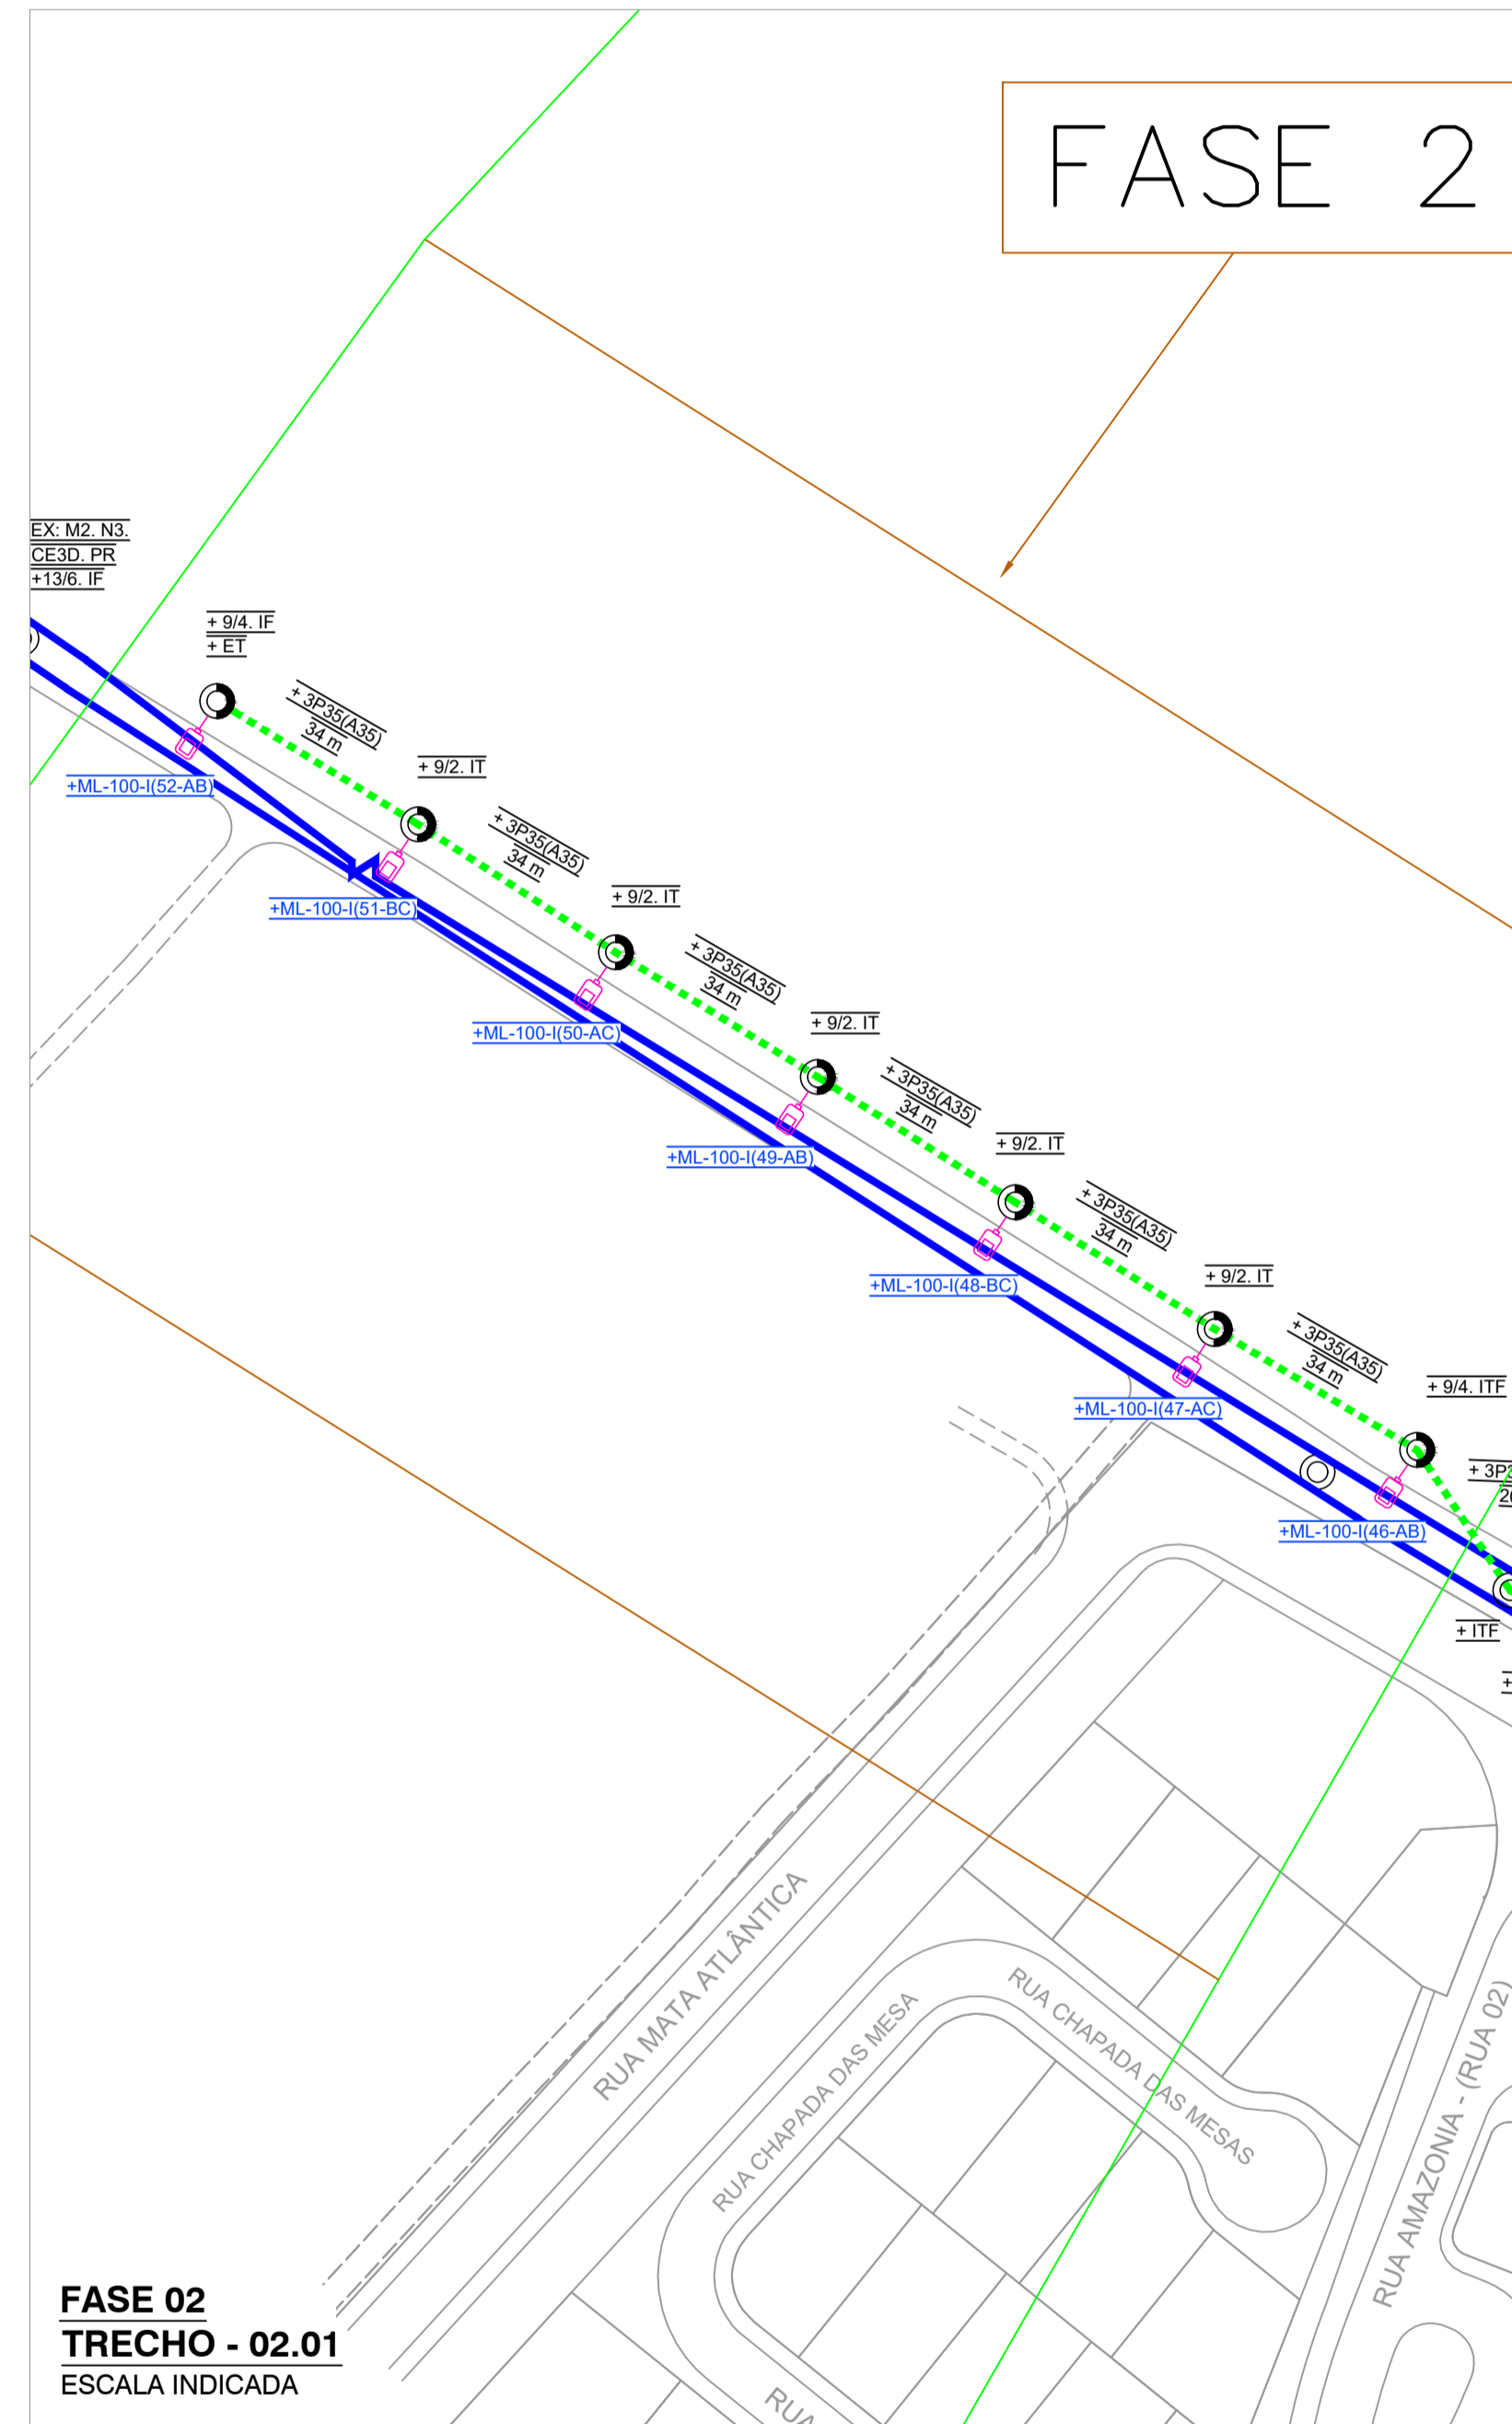 FASE 2
EX: M2. N3.
CE3D. PR
+13/6. IF
+ 9/4. IF
+ ET
+ 3P35(A35)
34 m
+ 9/2. IT
+ML-100-I(52-AB)
+ 3P35(A35)
34 m
+ 9/2. IT
+ML-100-I(51-BC)
+ 3P35(A35)
34 m
+ 9/2. IT
+ML-100-I(50-AC)
+ 3P35(A35)
34 m
+ 9/2. IT
+ML-100-I(49-AB)
+ 3P35(A35)
34 m
+ 9/2. IT
+ML-100-I(48-BC)
+ 3P35(A35)
34 m
+ 9/4. ITF
+ML-100-I(47-AC)
+ML-100-I(46-AB)
+ ITF
RUA MATA ATLÂNTICA
RUA CHAPADA DAS MESA
RUA CHAPADA DAS MESAS
RUA AMAZONIA - (RUA 02)
RUA
FASE 02
TRECHO - 02.01
ESCALA INDICADA